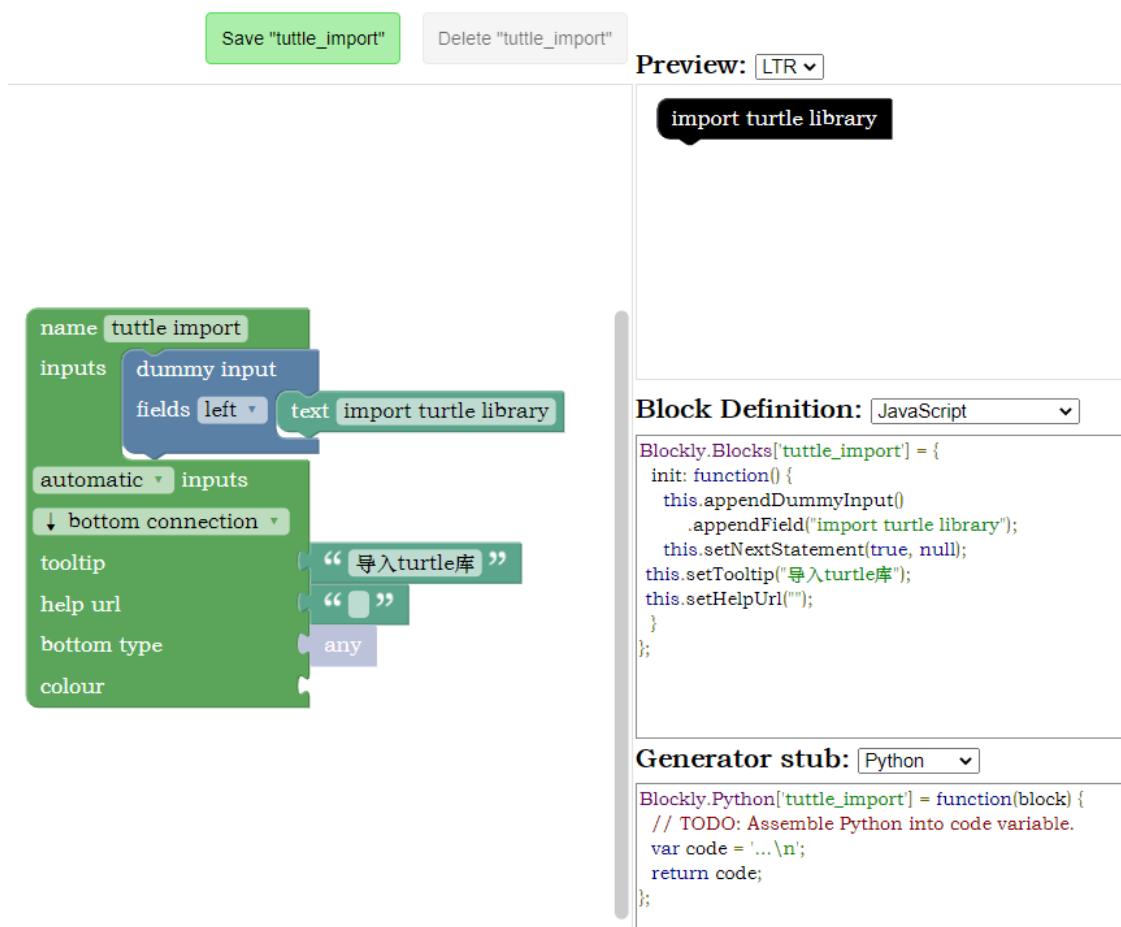 Save "tuttle_import"
Delete "tuttle_import"
Preview: LTR
import turtle library
name tuttle import
inputs
dummy input
fields left text import turtle library
automatic inputs
↓ bottom connection
tooltip “ 导入turtle库 ”
help url “ ”
bottom type any
colour
Block Definition: JavaScript
Blockly.Blocks['tuttle_import'] = {
init: function() {
this.appendDummyInput()
.appendField("import turtle library");
this.setNextStatement(true, null);
this.setTooltip("导入turtle库");
this.setHelpUrl("");
}
};
Generator stub: Python
Blockly.Python['tuttle_import'] = function(block) {
// TODO: Assemble Python into code variable.
var code = '...\n';
return code;
};